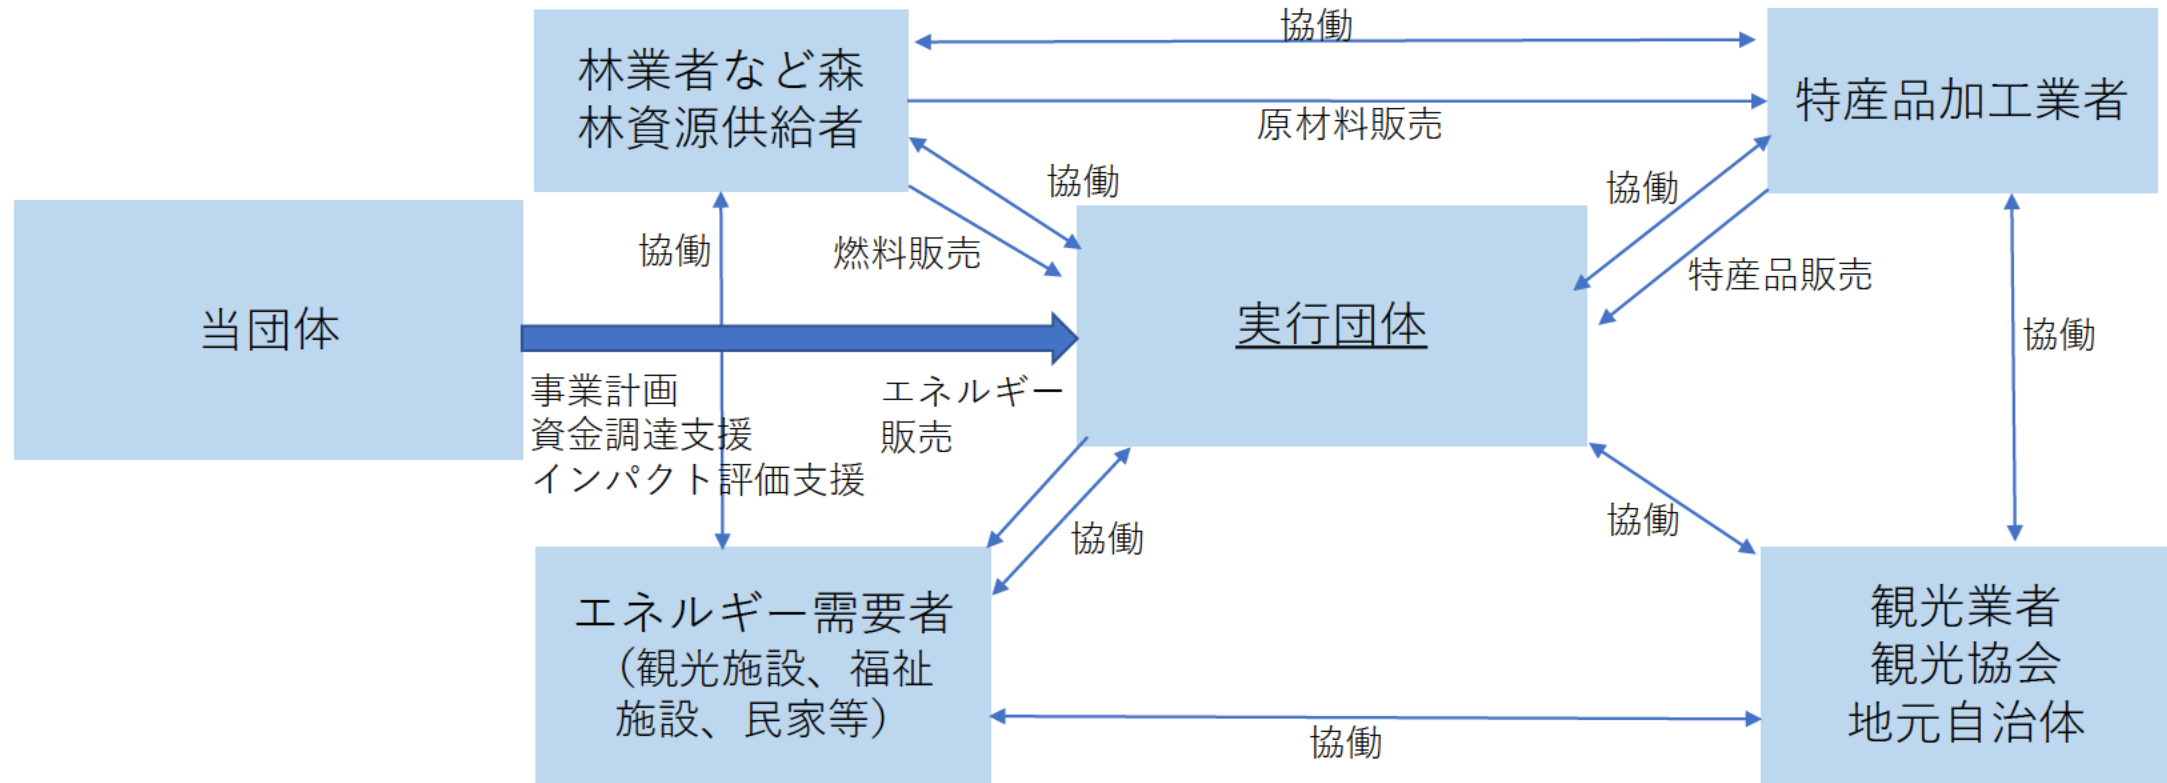 協働
林業者など森
林資源供給者
特産品加工業者
原材料販売
協働
協働
協働
燃料販売
特産品販売
当団体
実行団体
協働
事業計画
資金調達支援
インパクト評価支援
エネルギー
販売
協働
協働
エネルギー需要者
（観光施設、福祉
施設、民家等）
観光業者
観光協会
地元自治体
協働